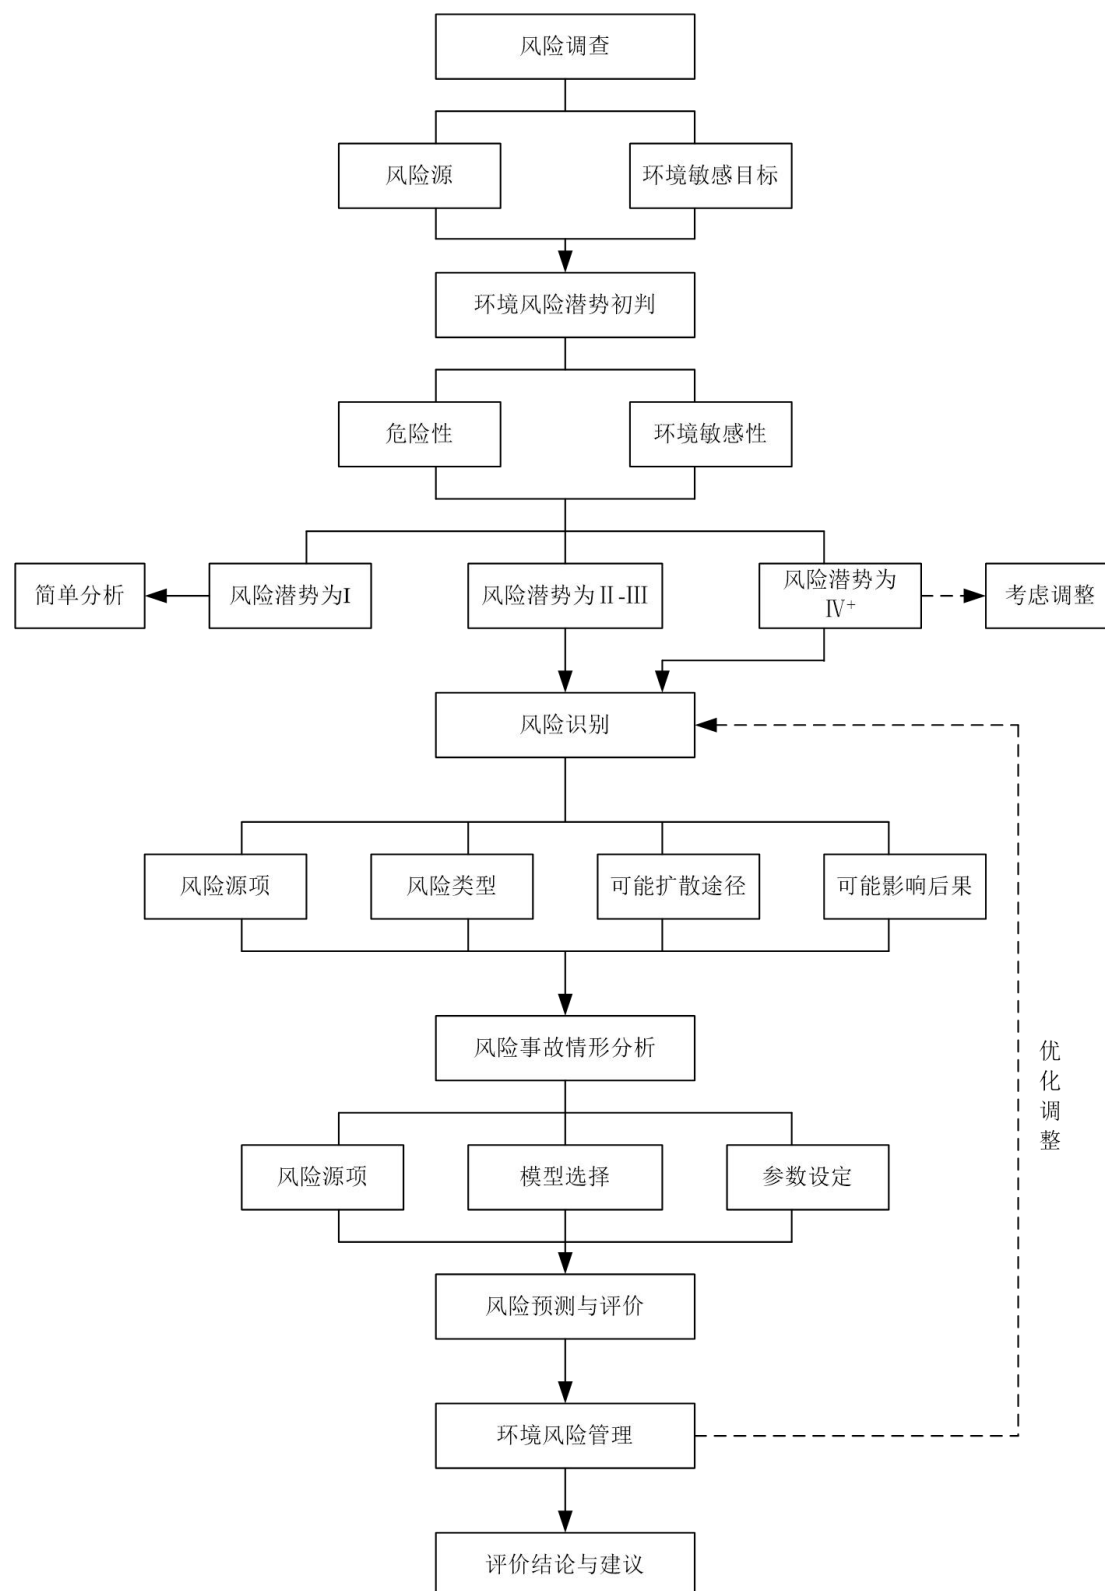 风险调查
风险源
环境敏感目标
环境风险潜势初判
危险性
环境敏感性
简单分析
风险潜势为Ⅰ
风险潜势为Ⅱ-Ⅲ
风险潜势为
Ⅳ+
考虑调整
风险识别
风险源项
风险类型
可能扩散途径
可能影响后果
风险事故情形分析
优
化
调
整
风险源项
模型选择
参数设定
风险预测与评价
环境风险管理
评价结论与建议